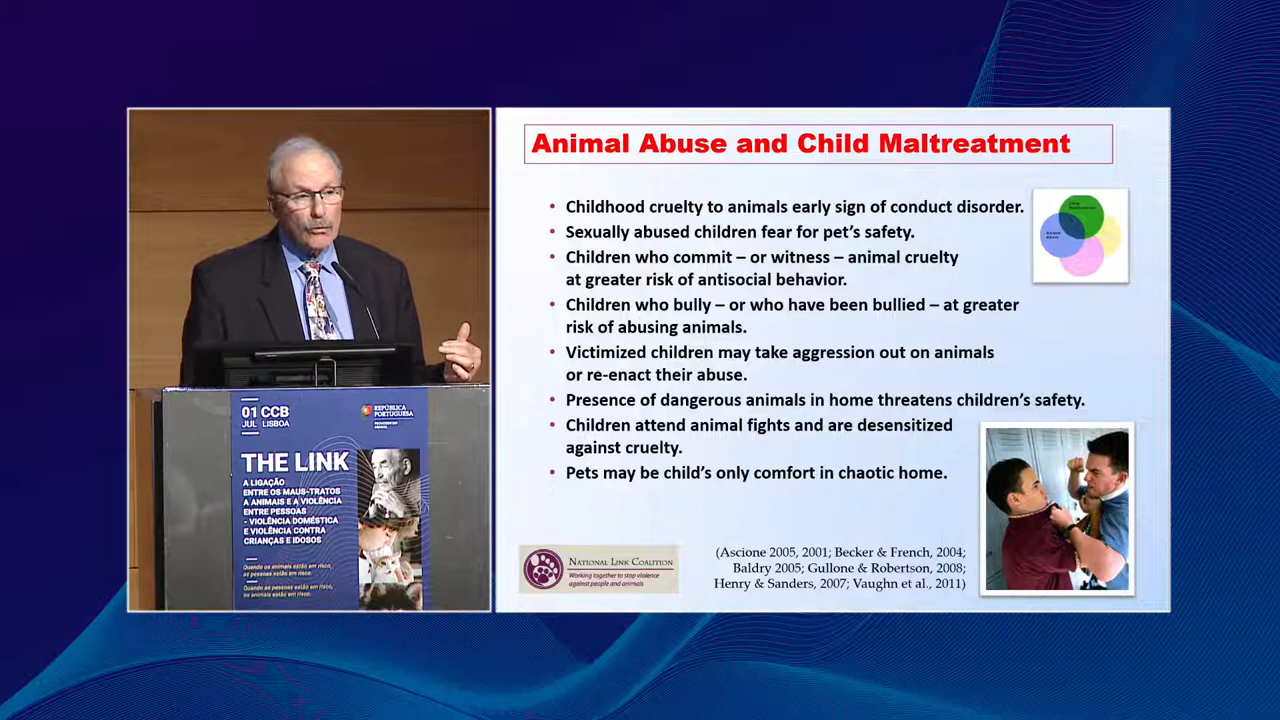 Animal Abuse and Child Maltreatment
• Childhood cruelty to animals early sign of conduct disorder.
• Sexually abused children fear for pet’s safety.
• Children who commit – or witness – animal cruelty
at greater risk of antisocial behavior.
• Children who bully – or who have been bullied – at greater
risk of abusing animals.
• Victimized children may take aggression out on animals
or re-enact their abuse.
• Presence of dangerous animals in home threatens children’s safety.
• Children attend animal fights and are desensitized
against cruelty.
• Pets may be child’s only comfort in chaotic home.
NATIONAL LINK COALITION
Working together to stop violence
against people and animals
(Ascione 2005, 2001; Becker & French, 2004;
Baldry 2005; Gullone & Robertson, 2008;
Henry & Sanders, 2007; Vaughn et al., 2011)
01 CCB
JUL LISBOA
REPÚBLICA
PORTUGUESA
THE LINK
A LIGAÇÃO
ENTRE OS MAUS-TRATOS
A ANIMAIS E A VIOLÊNCIA
ENTRE PESSOAS
- VIOLÊNCIA DOMÉSTICA
E VIOLÊNCIA CONTRA
CRIANÇAS E IDOSOS
Quando os animais estão em risco,
as pessoas estão em risco.
Quando as pessoas estão em risco,
os animais estão em risco.